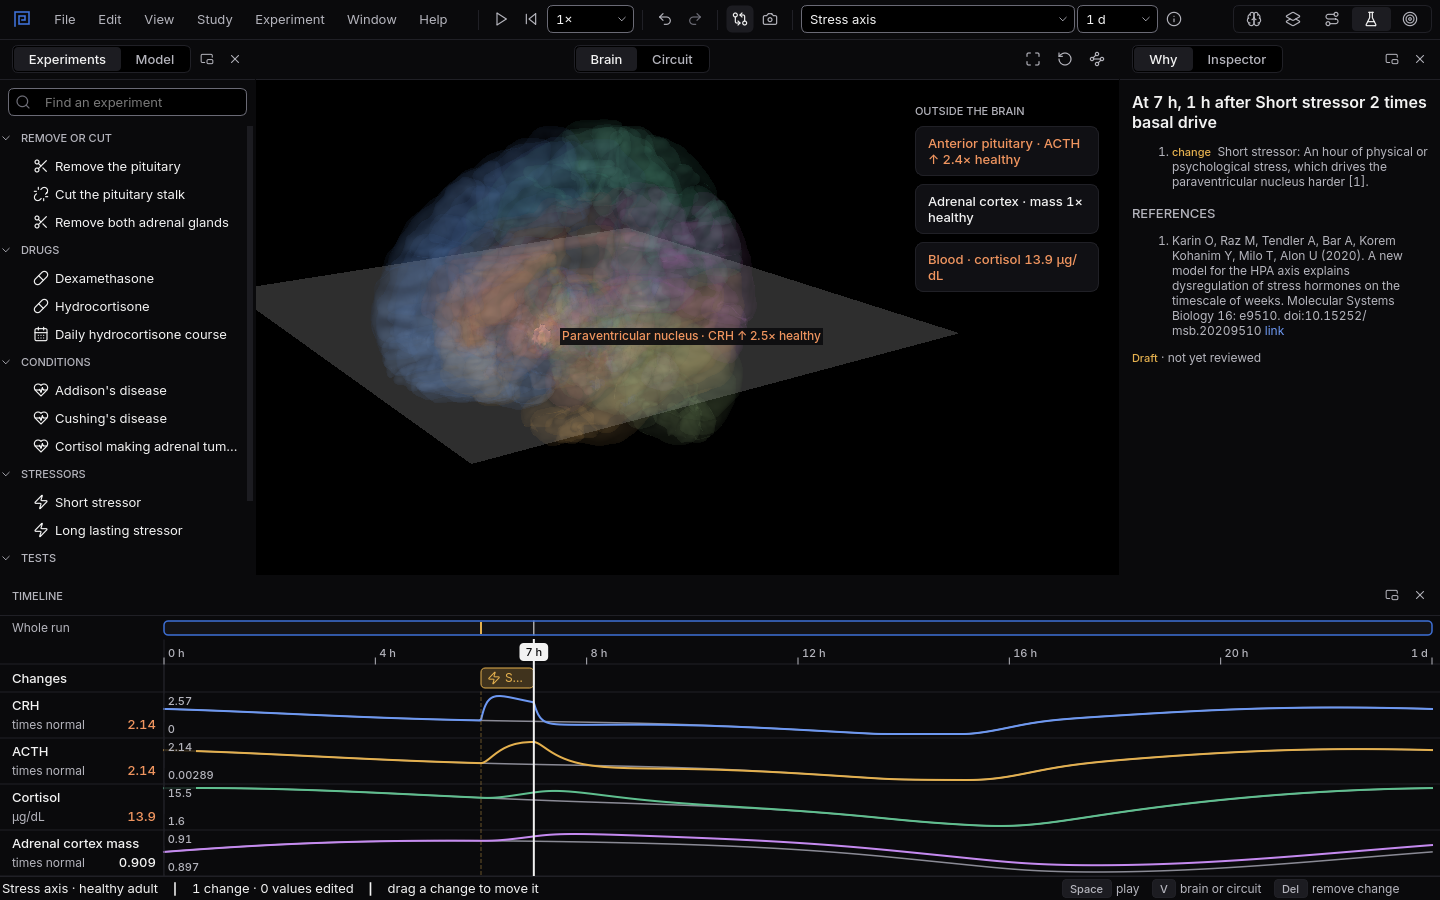 File Edit View Study Experiment Window Help
1×
Stress axis
1 d
Experiments Model
Brain Circuit
Why Inspector
Find an experiment
REMOVE OR CUT
Remove the pituitary
Cut the pituitary stalk
Remove both adrenal glands
DRUGS
Dexamethasone
Hydrocortisone
Daily hydrocortisone course
CONDITIONS
Addison's disease
Cushing's disease
Cortisol making adrenal tum...
STRESSORS
Short stressor
Long lasting stressor
TESTS
OUTSIDE THE BRAIN
Anterior pituitary · ACTH
↑ 2.4× healthy
Adrenal cortex · mass 1×
healthy
Blood · cortisol 13.9 µg/
dL
Paraventricular nucleus · CRH ↑ 2.5× healthy
At 7 h, 1 h after Short stressor 2 times
basal drive
1. change Short stressor: An hour of physical or
psychological stress, which drives the
paraventricular nucleus harder [1].
REFERENCES
1. Karin O, Raz M, Tendler A, Bar A, Korem
Kohanim Y, Milo T, Alon U (2020). A new
model for the HPA axis explains
dysregulation of stress hormones on the
timescale of weeks. Molecular Systems
Biology 16: e9510. doi:10.15252/
msb.20209510 link
Draft · not yet reviewed
TIMELINE
Whole run
0 h 4 h 7 h 8 h 12 h 16 h 20 h 1 d
Changes
S...
CRH
times normal 2.14
2.57
0
ACTH
times normal 2.14
2.14
0.00289
Cortisol
µg/dL 13.9
15.5
1.6
Adrenal cortex mass
times normal 0.909
0.91
0.897
Stress axis · healthy adult | 1 change · 0 values edited | drag a change to move it
Space play V brain or circuit Del remove change